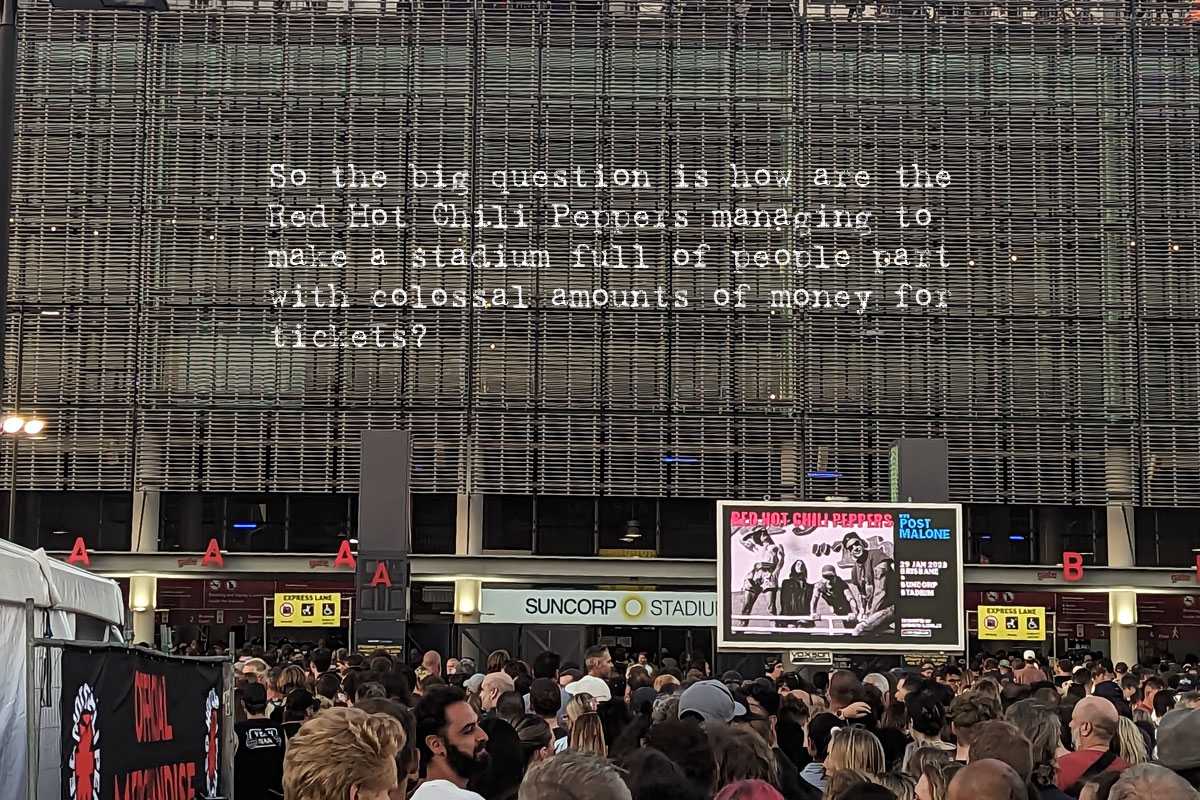 So the big question is how are the
Red Hot Chili Peppers managing to
make a stadium full of people part
with colossal amounts of money for
tickets?
RED HOT CHILI PEPPERS
POST
MALONE
29 JAN 2023
BRISBANE
SUNCORP
STADIUM
A A A A B
EXPRESS LANE
EXPRESS LANE
SUNCORP STADIU
OFFICIAL
MERCHANDISE